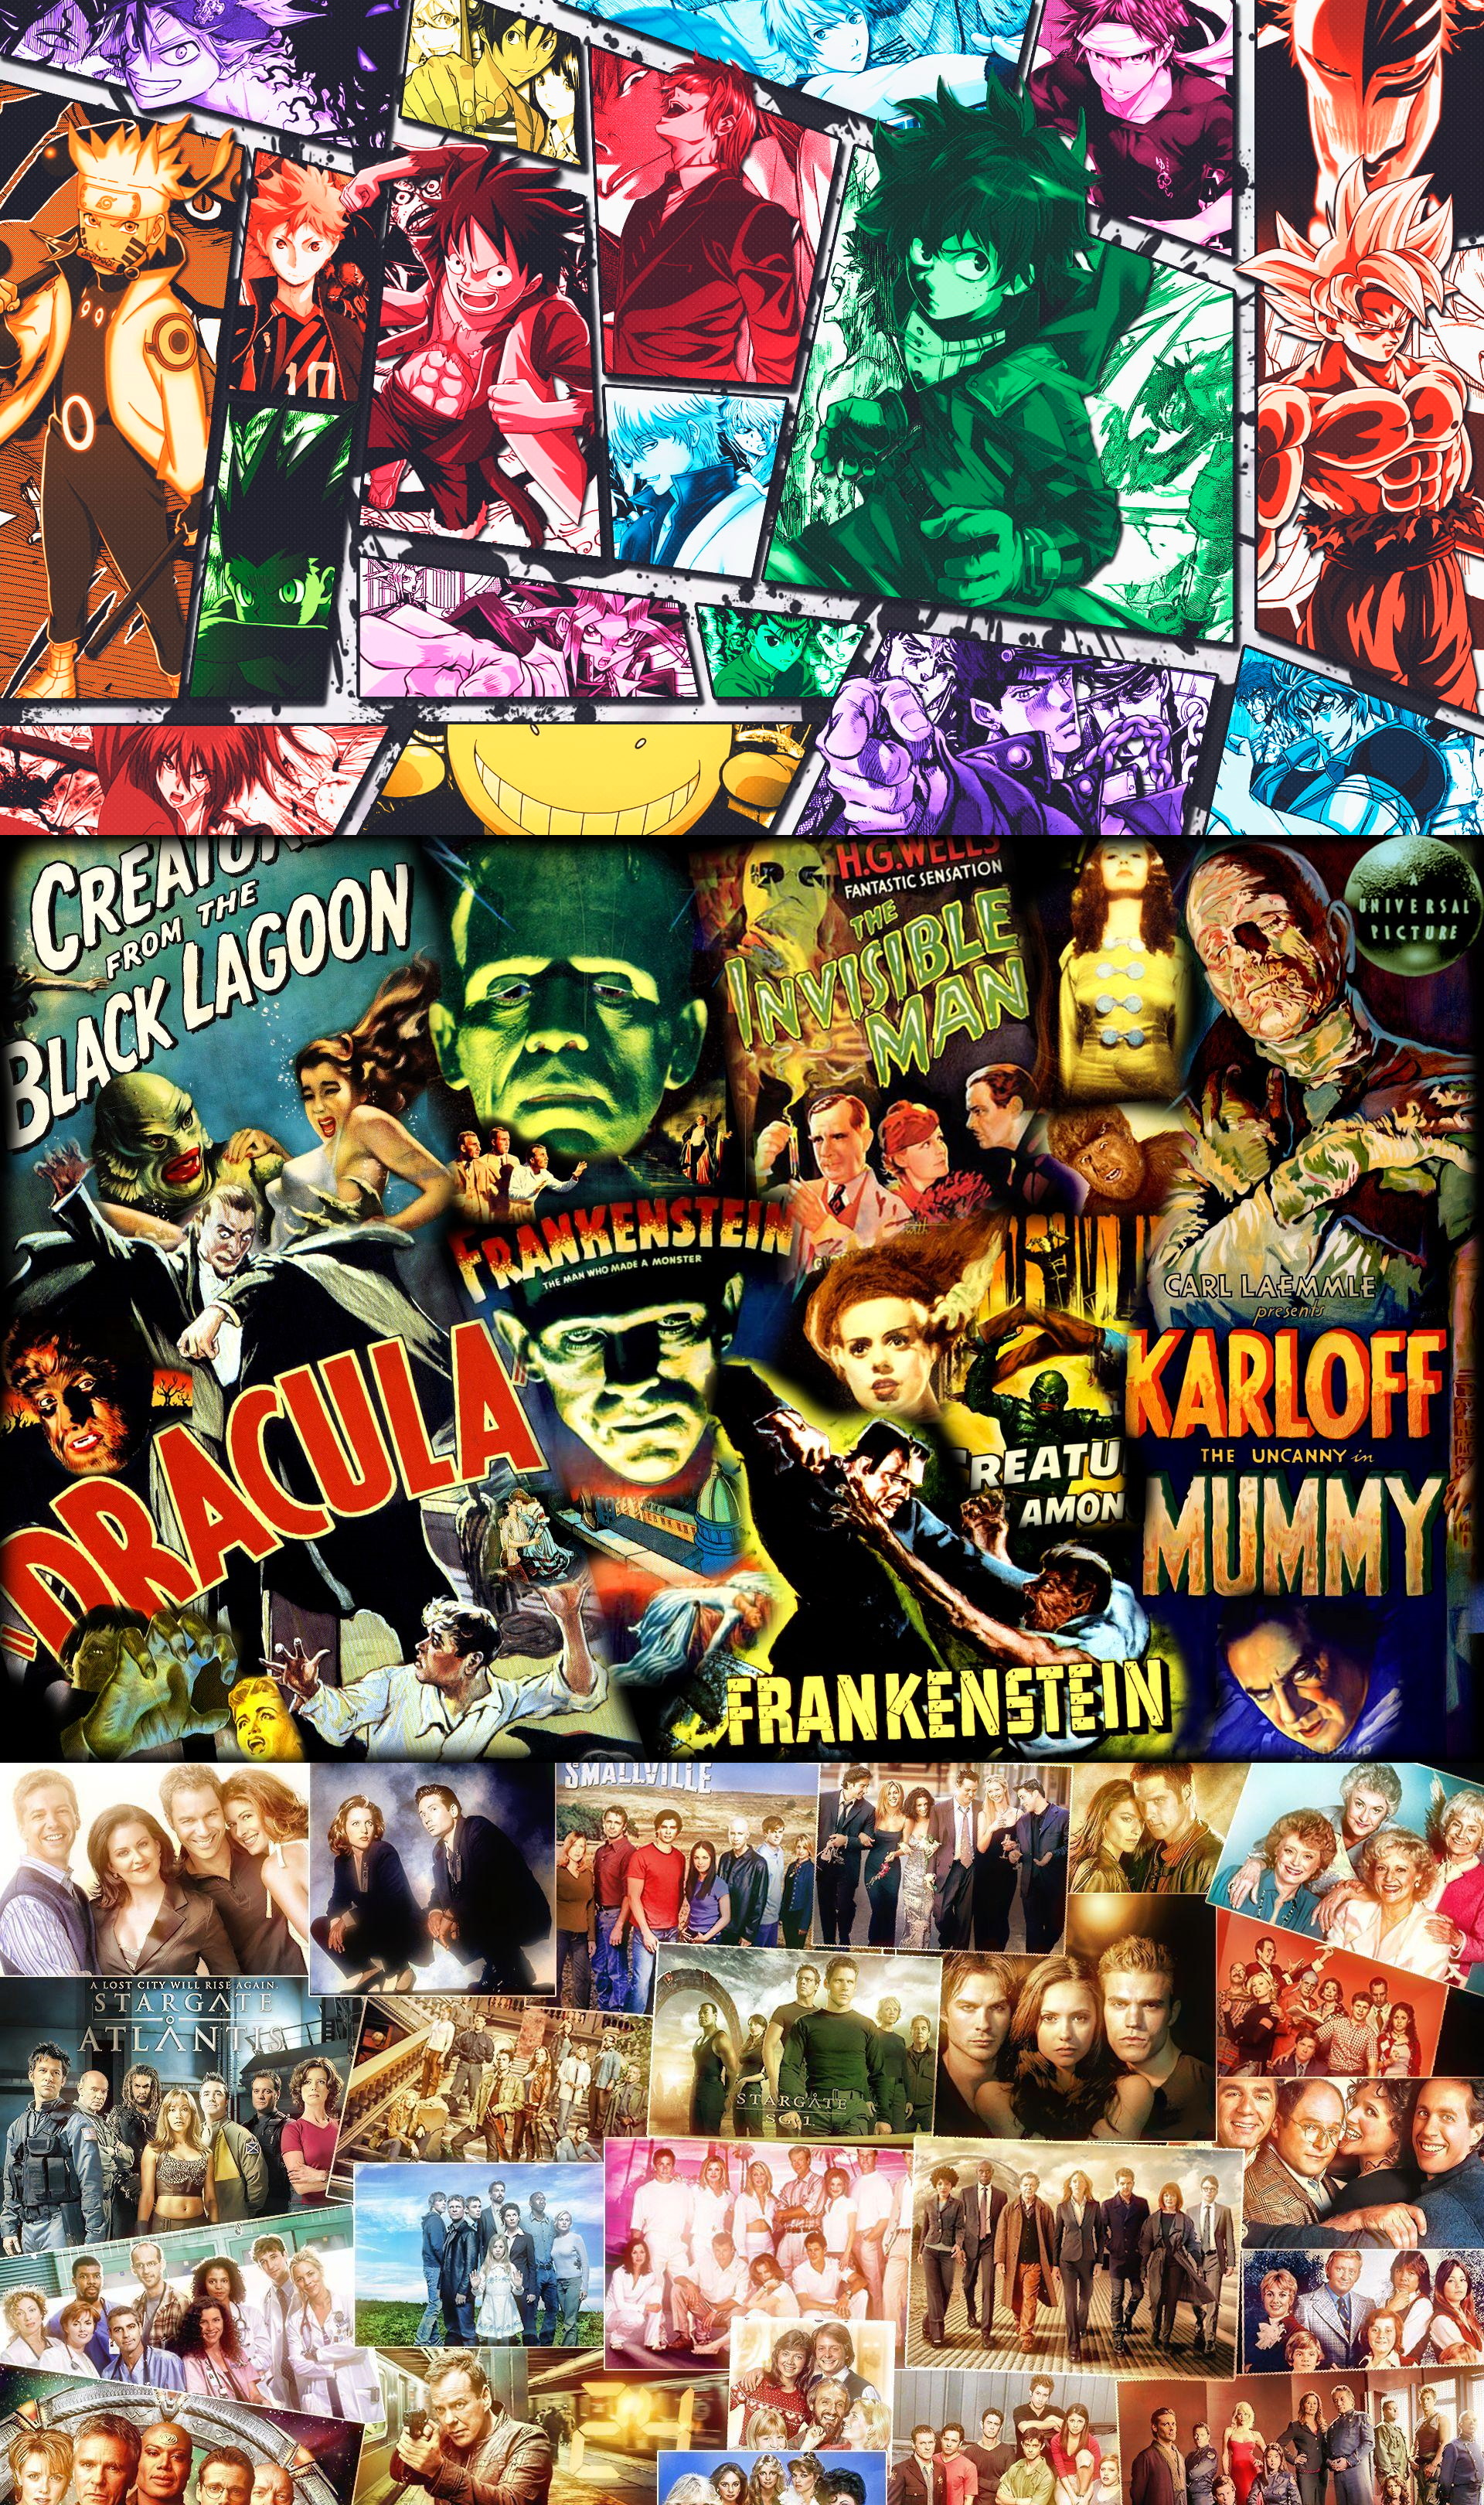 10
CREATURE
FROM THE
BLACK LAGOON
H.G.WELLS'
FANTASTIC SENSATION
THE
INVISIBLE
MAN
A
UNIVERSAL
PICTURE
FRANKENSTEIN
THE MAN WHO MADE A MONSTER
CARL LAEMMLE
presents
KARLOFF
THE UNCANNY in
MUMMY
"DRACULA"
CREATU
AMON
FRANKENSTEIN
SMALLVILLE
A LOST CITY WILL RISE AGAIN.
STARGATE
ATLANTIS
STARGATE
SG·1
24